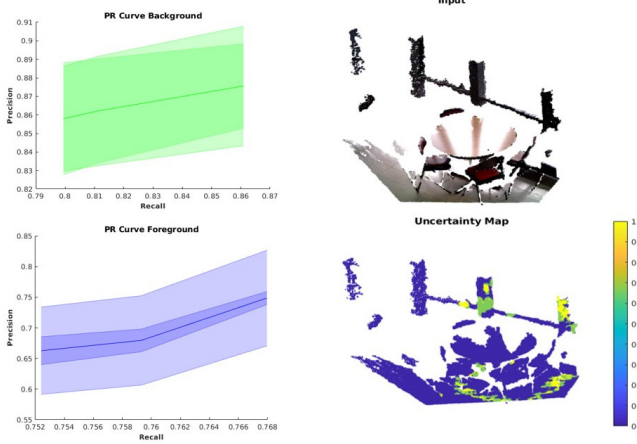 PR Curve Background
0.91
0.9
0.89
0.88
0.87
0.86
0.85
0.84
0.83
0.82
Precision
0.79 0.8 0.81 0.82 0.83 0.84 0.85 0.86 0.87
Recall
Input
PR Curve Foreground
0.85
0.8
0.75
0.7
0.65
0.6
0.55
Precision
0.752 0.754 0.756 0.758 0.76 0.762 0.764 0.766 0.768
Recall
Uncertainty Map
1
0
0
0
0
0
0
0
0
0
0